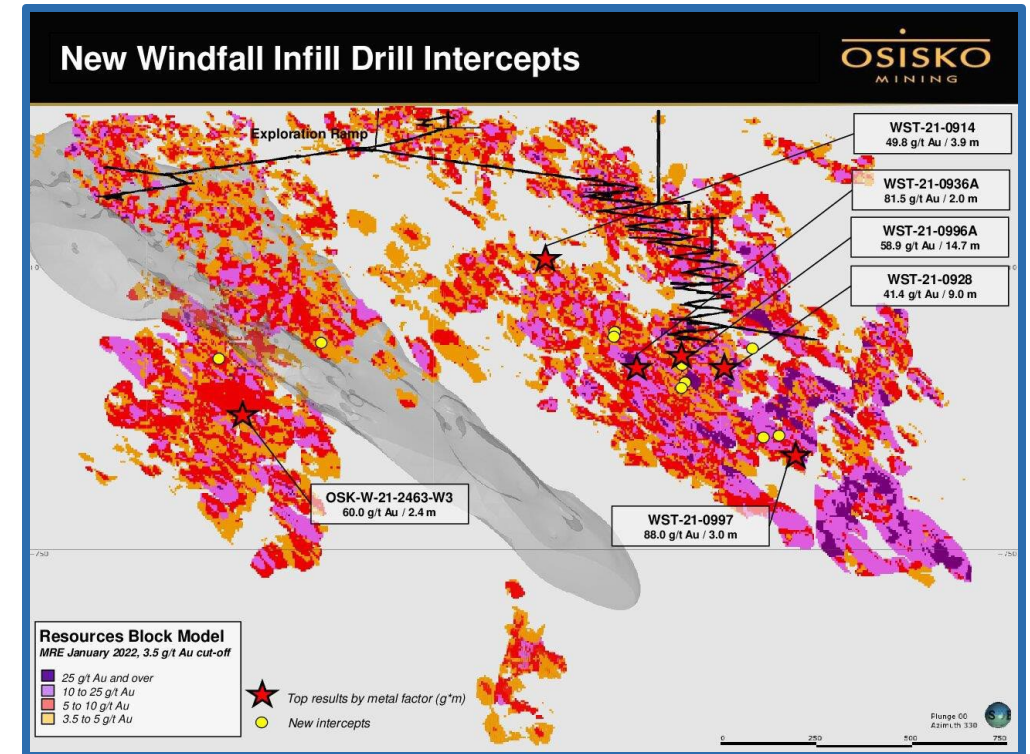 New Windfall Infill Drill Intercepts
OSISKO
MINING
Exploration Ramp
WST-21-0914
49.8 g/t Au / 3.9 m
WST-21-0936A
81.5 g/t Au / 2.0 m
WST-21-0996A
58.9 g/t Au / 14.7 m
WST-21-0928
41.4 g/t Au / 9.0 m
OSK-W-21-2463-W3
60.0 g/t Au / 2.4 m
WST-21-0997
88.0 g/t Au / 3.0 m
-750
-750
Resources Block Model
MRE January 2022, 3.5 g/t Au cut-off
25 g/t Au and over
10 to 25 g/t Au
5 to 10 g/t Au
3.5 to 5 g/t Au
Top results by metal factor (g*m)
New intercepts
Plunge 00
Azimuth 330
0 250 500 750